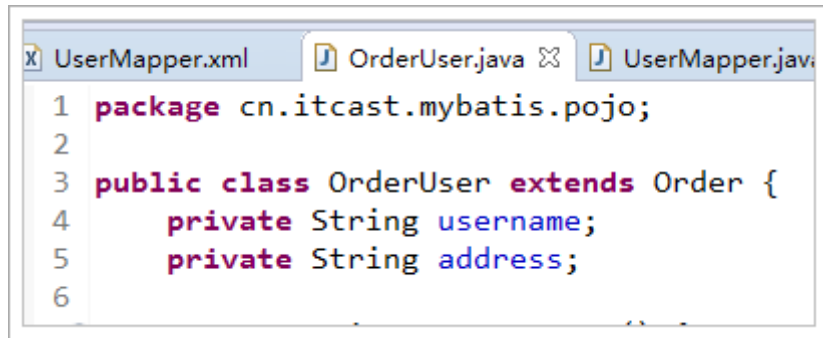 UserMapper.xml OrderUser.java UserMapper.java
1 package cn.itcast.mybatis.pojo;
2
3 public class OrderUser extends Order {
4 private String username;
5 private String address;
6